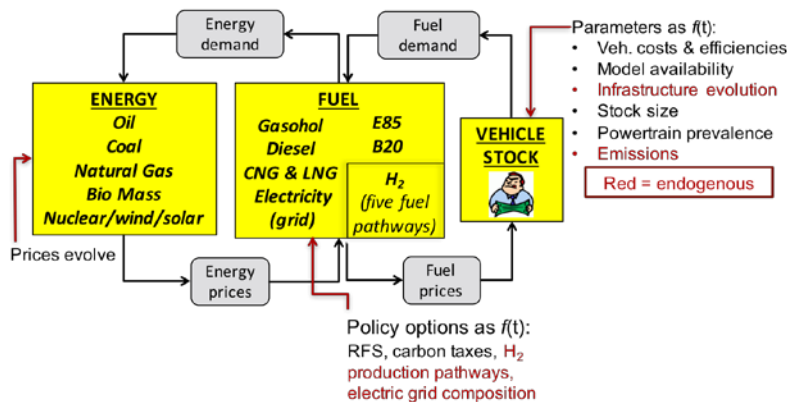 Energy
demand
Fuel
demand
ENERGY
Oil
Coal
Natural Gas
Bio Mass
Nuclear/wind/solar
FUEL
Gasohol E85
Diesel B20
CNG & LNG
Electricity
(grid)
H2
(five fuel
pathways)
VEHICLE
STOCK
Parameters as f(t):
• Veh. costs & efficiencies
• Model availability
• Infrastructure evolution
• Stock size
• Powertrain prevalence
• Emissions
Red = endogenous
Prices evolve
Energy
prices
Fuel
prices
Policy options as f(t):
RFS, carbon taxes, H2
production pathways,
electric grid composition